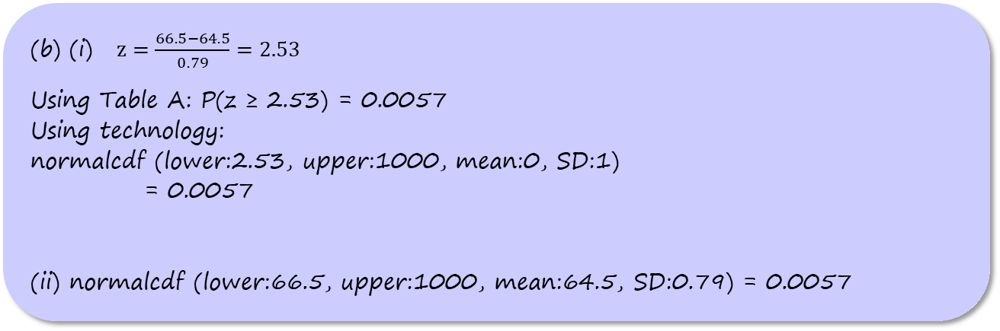 (b) (i) z = \frac{66.5−64.5}{0.79} = 2.53
Using Table A: P(z ≥ 2.53) = 0.0057
Using technology:
normalcdf (lower:2.53, upper:1000, mean:0, SD:1)
= 0.0057
(ii) normalcdf (lower:66.5, upper:1000, mean:64.5, SD:0.79) = 0.0057